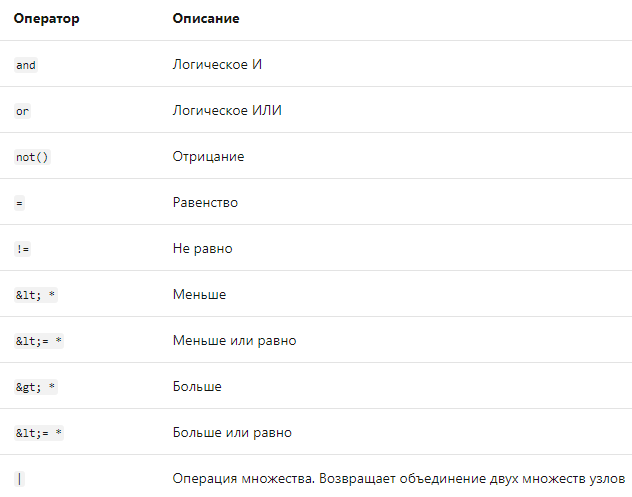 Оператор Описание
and Логическое И
or Логическое ИЛИ
not() Отрицание
= Равенство
!= Не равно
&lt; * Меньше
&lt;= * Меньше или равно
&gt; * Больше
&lt;= * Больше или равно
| Операция множества. Возвращает объединение двух множеств узлов